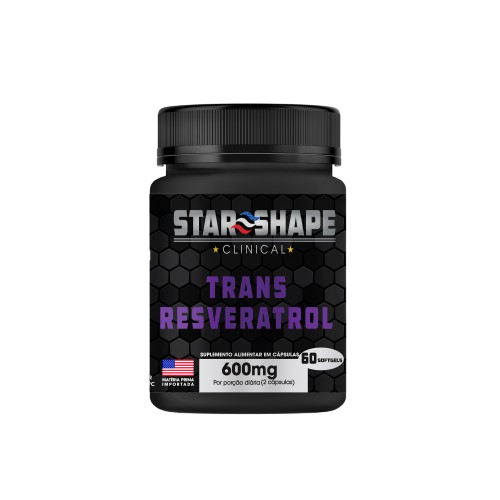 STAR SHAPE
CLINICAL
TRANS
RESVERATROL
SUPLEMENTO ALIMENTAR EM CÁPSULAS
60 SOFTGELS
600mg
Por porção diária (2 cápsulas)
MATÉRIA PRIMA
IMPORTADA